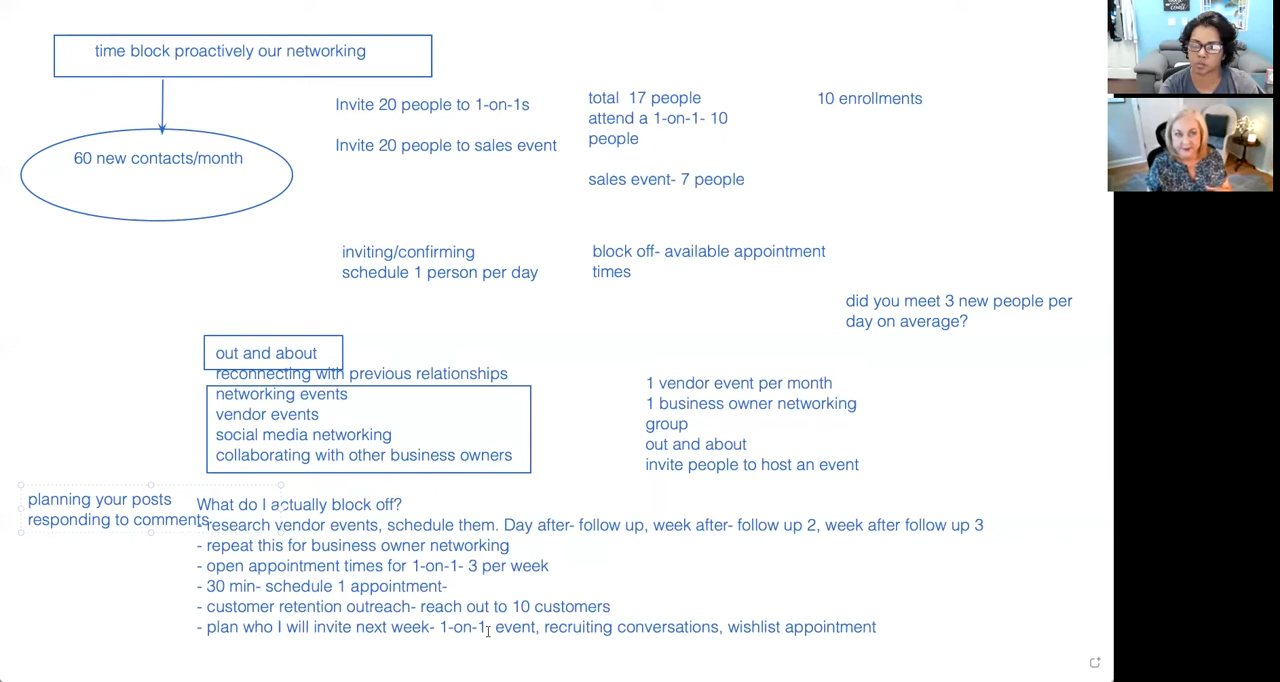 time block proactively our networking
60 new contacts/month
Invite 20 people to 1-on-1s
Invite 20 people to sales event
total 17 people
attend a 1-on-1- 10
people
sales event- 7 people
10 enrollments
inviting/confirming
schedule 1 person per day
block off- available appointment
times
did you meet 3 new people per
day on average?
out and about
reconnecting with previous relationships
networking events
vendor events
social media networking
collaborating with other business owners
1 vendor event per month
1 business owner networking
group
out and about
invite people to host an event
planning your posts
responding to comments
What do I actually block off?
- research vendor events, schedule them. Day after- follow up, week after- follow up 2, week after follow up 3
- repeat this for business owner networking
- open appointment times for 1-on-1- 3 per week
- 30 min- schedule 1 appointment-
- customer retention outreach- reach out to 10 customers
- plan who I will invite next week- 1-on-1, event, recruiting conversations, wishlist appointment